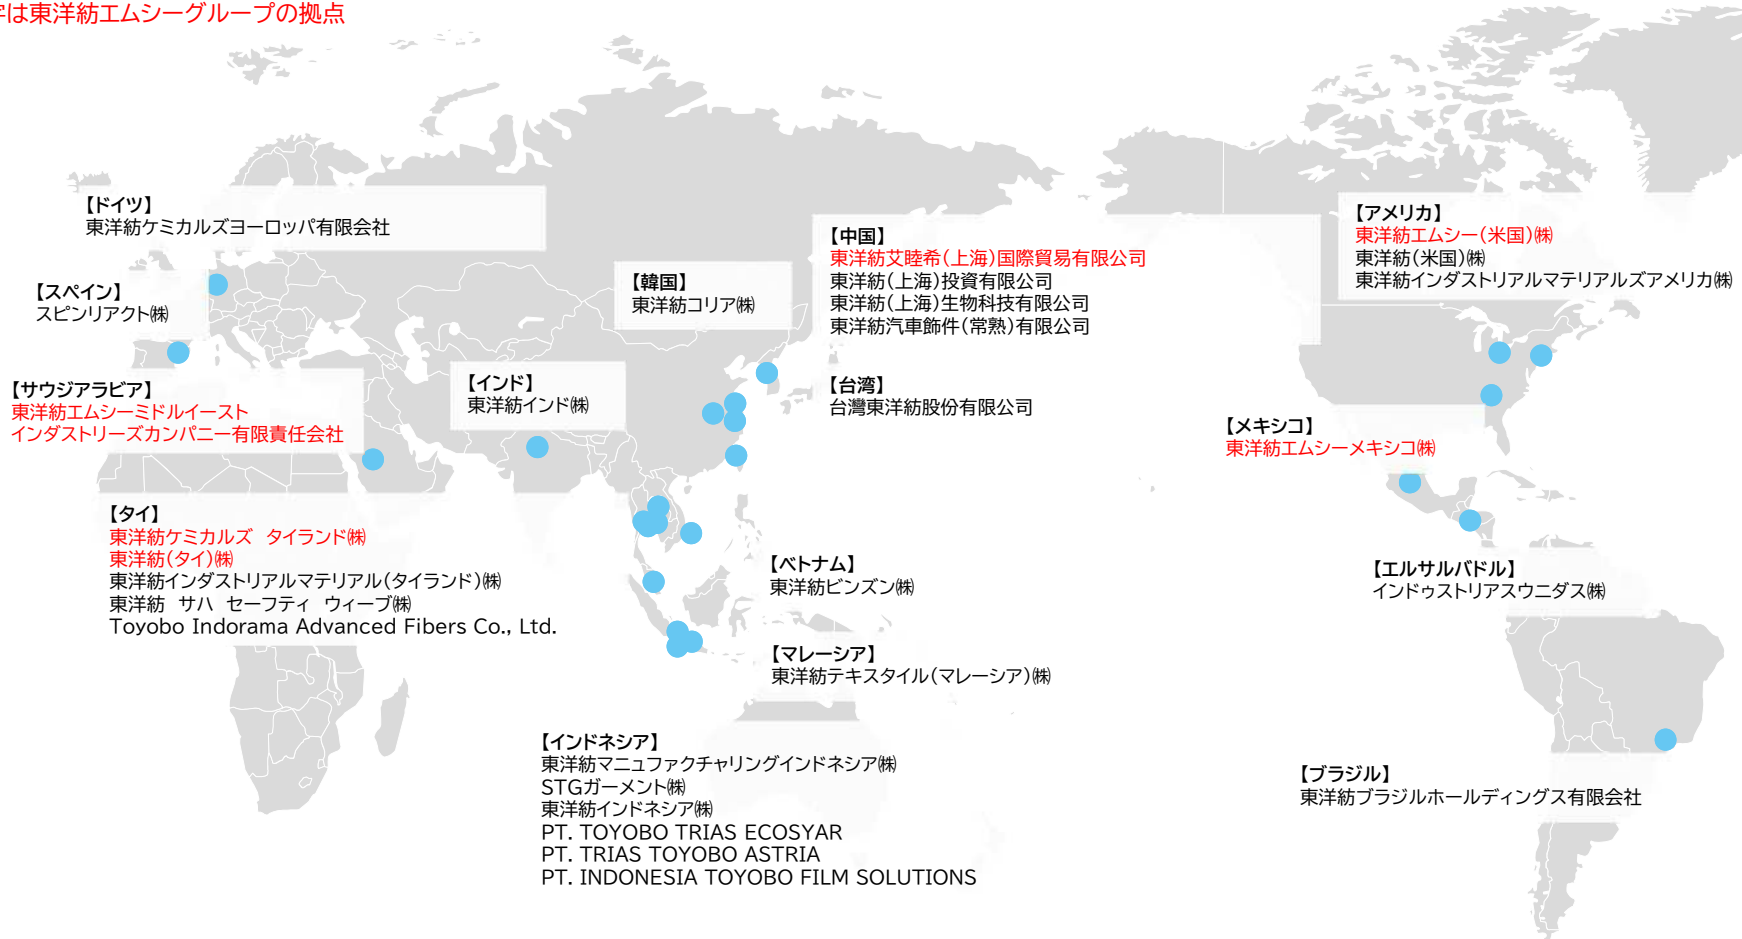 は東洋紡エムシーグループの拠点
【ドイツ】
東洋紡ケミカルズヨーロッパ有限会社
【スペイン】
スピンリアクト㈱
【サウジアラビア】
東洋紡エムシーミドルイースト
インダストリーズカンパニー有限責任会社
【インド】
東洋紡インド㈱
【韓国】
東洋紡コリア㈱
【中国】
東洋紡艾睦希(上海)国際貿易有限公司
東洋紡(上海)投資有限公司
東洋紡(上海)生物科技有限公司
東洋紡汽車飾件(常熟)有限公司
【台湾】
台灣東洋紡股份有限公司
【アメリカ】
東洋紡エムシー(米国)㈱
東洋紡(米国)㈱
東洋紡インダストリアルマテリアルズアメリカ㈱
【メキシコ】
東洋紡エムシーメキシコ㈱
【タイ】
東洋紡ケミカルズ タイランド㈱
東洋紡(タイ)㈱
東洋紡インダストリアルマテリアル(タイランド)㈱
東洋紡 サハ セーフティ ウィーブ㈱
Toyobo Indorama Advanced Fibers Co., Ltd.
【ベトナム】
東洋紡ビンズン㈱
【マレーシア】
東洋紡テキスタイル(マレーシア)㈱
【エルサルバドル】
インドゥストリアスウニダス㈱
【インドネシア】
東洋紡マニュファクチャリングインドネシア㈱
STGガーメント㈱
東洋紡インドネシア㈱
PT. TOYOBO TRIAS ECOSYAR
PT. TRIAS TOYOBO ASTRIA
PT. INDONESIA TOYOBO FILM SOLUTIONS
【ブラジル】
東洋紡ブラジルホールディングス有限会社